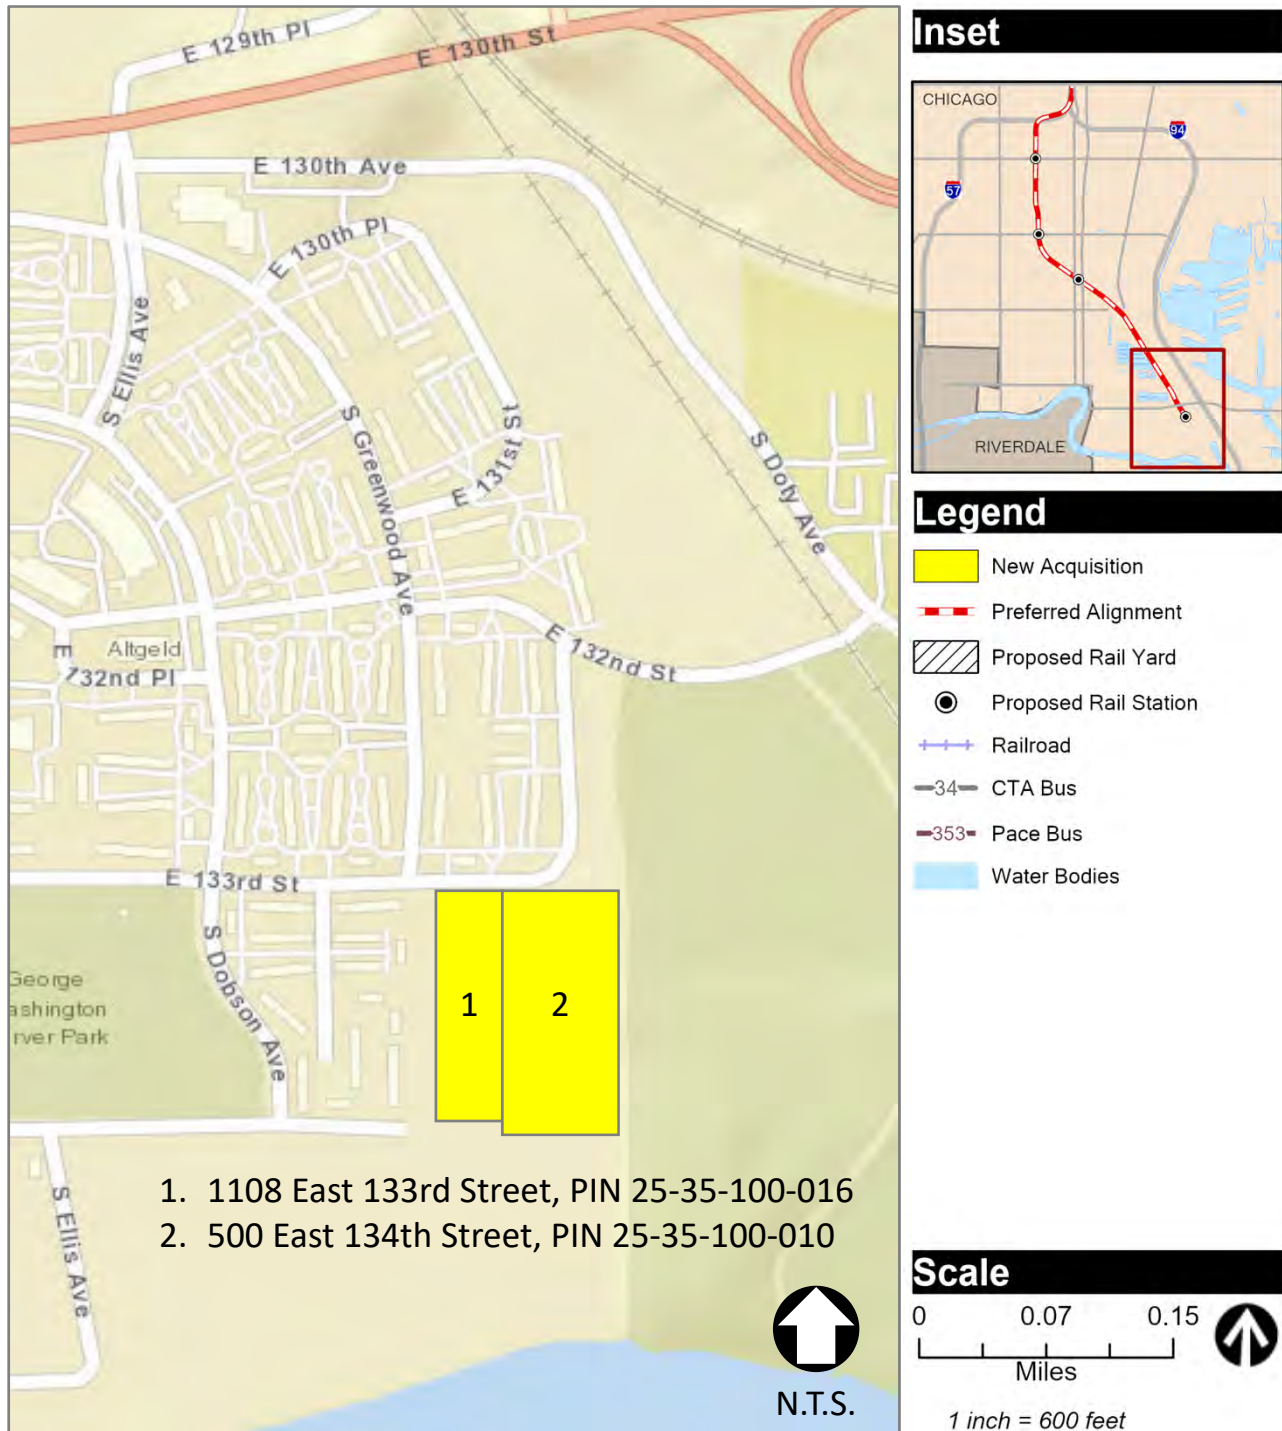 E 129th Pl
E 130th St
E 130th Ave
E 130th Pl
S Ellis Ave
S Greenwood Ave
E 131st St
S Doty Ave
E 132nd St
Altgeld
E
132nd Pl
E 133rd St
S Dobson Ave
George
ashington
rver Park
1
2
S Ellis Ave
1. 1108 East 133rd Street, PIN 25-35-100-016
2. 500 East 134th Street, PIN 25-35-100-010
N.T.S.
Inset
CHICAGO
94
57
RIVERDALE
Legend
New Acquisition
Preferred Alignment
Proposed Rail Yard
Proposed Rail Station
Railroad
34 CTA Bus
353 Pace Bus
Water Bodies
Scale
0 0.07 0.15
Miles
1 inch = 600 feet